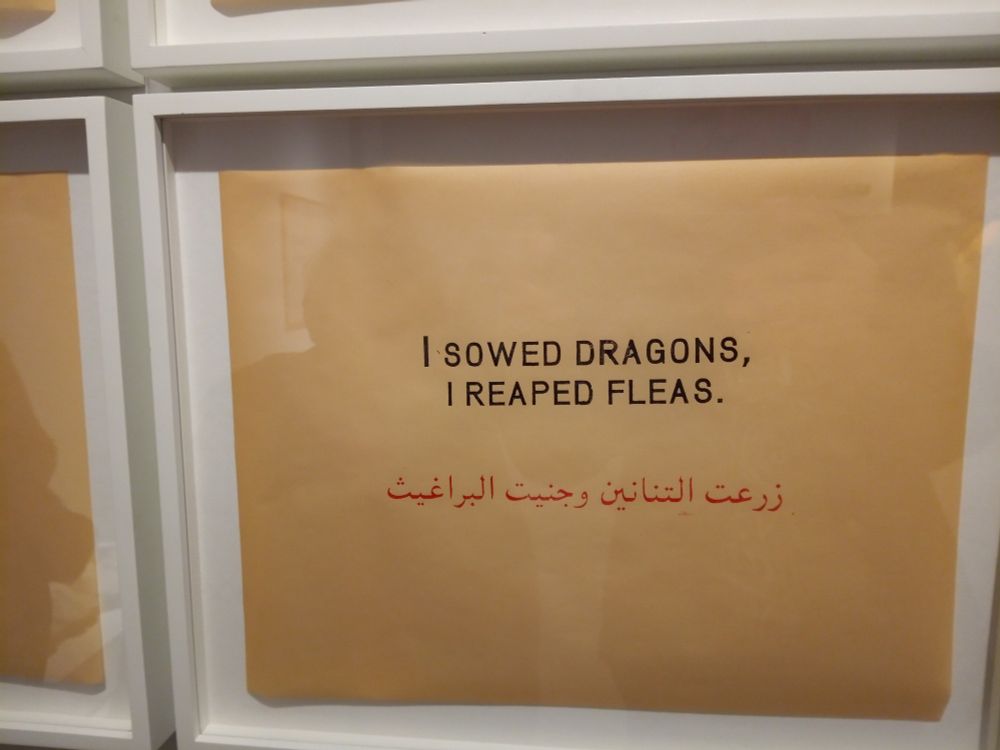 I SOWED DRAGONS,
I REAPED FLEAS.
زرعت التنانين وجنيت البراغيث